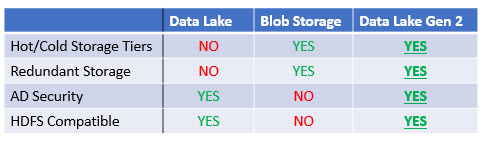 Data Lake Blob Storage Data Lake Gen 2
Hot/Cold Storage Tiers NO YES YES
Redundant Storage NO YES YES
AD Security YES NO YES
HDFS Compatible YES NO YES